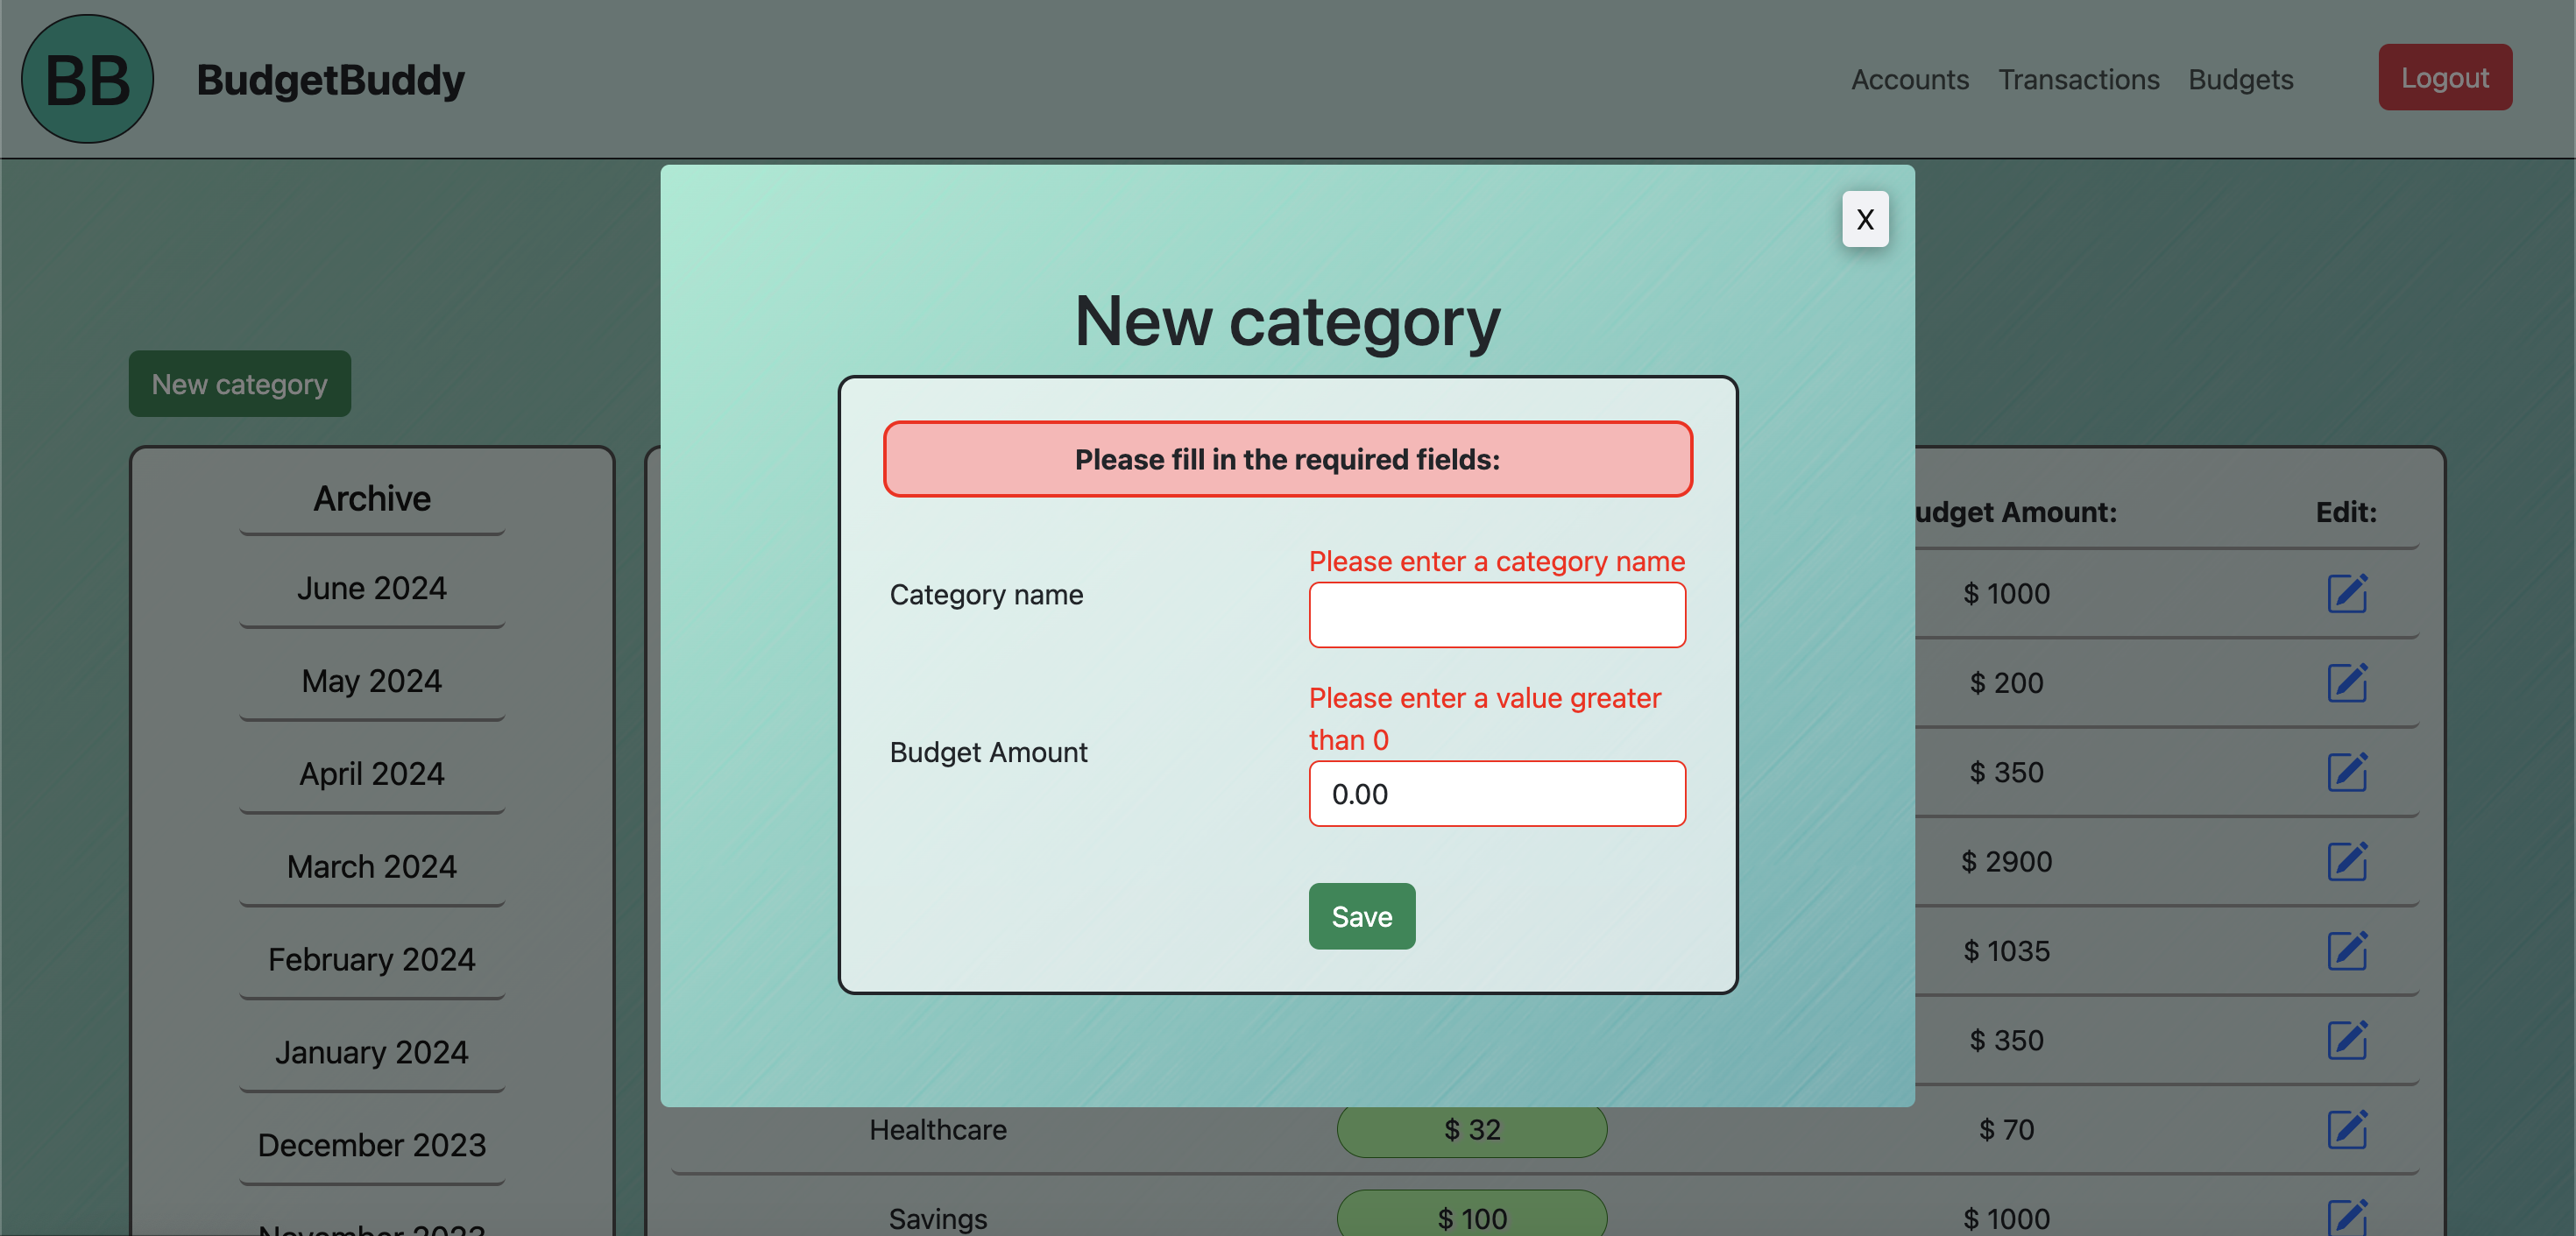 BB
BudgetBuddy
Accounts Transactions Budgets
Logout
X
New category
New category
Please fill in the required fields:
Category name
Please enter a category name
Budget Amount
Please enter a value greater
than 0
0.00
Save
Archive
June 2024
May 2024
April 2024
March 2024
February 2024
January 2024
December 2023
November 2023
udget Amount: Edit:
$ 1000
$ 200
$ 350
$ 2900
$ 1035
$ 350
Healthcare $ 32 $ 70
Savings $ 100 $ 1000